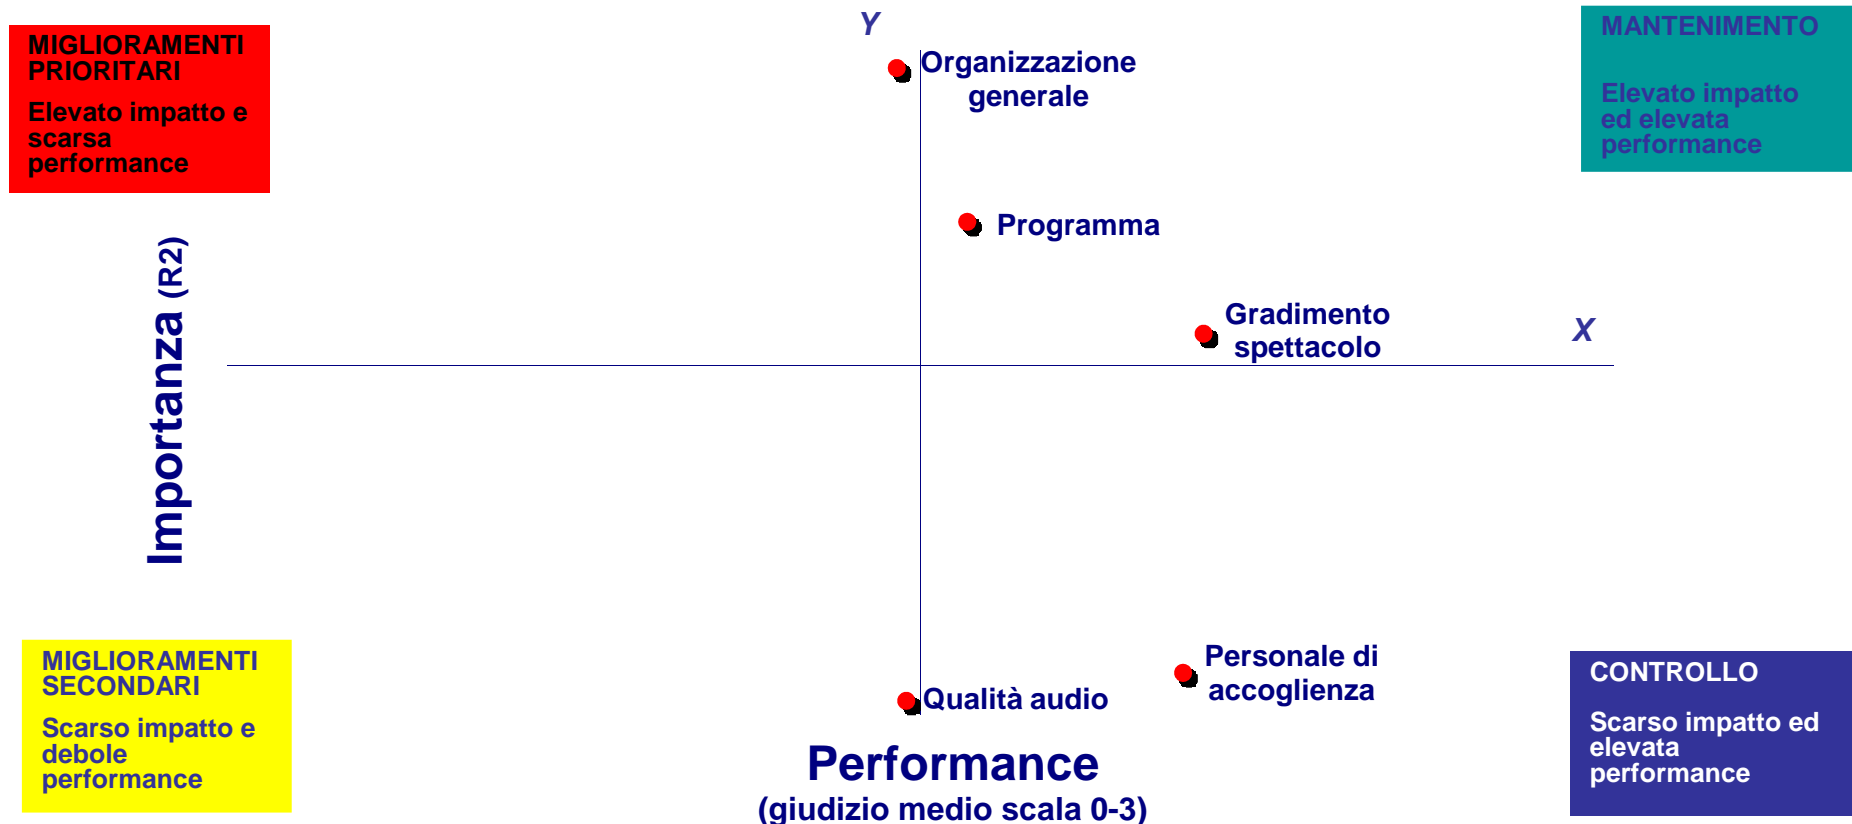 MIGLIORAMENTI
PRIORITARI
Elevato impatto e
scarsa
performance
Y
Organizzazione
generale
MANTENIMENTO
Elevato impatto
ed elevata
performance
Programma
Gradimento
spettacolo
X
Importanza (R2)
MIGLIORAMENTI
SECONDARI
Scarso impatto e
debole
performance
Qualità audio
Personale di
accoglienza
CONTROLLO
Scarso impatto ed
elevata
performance
Performance
(giudizio medio scala 0-3)